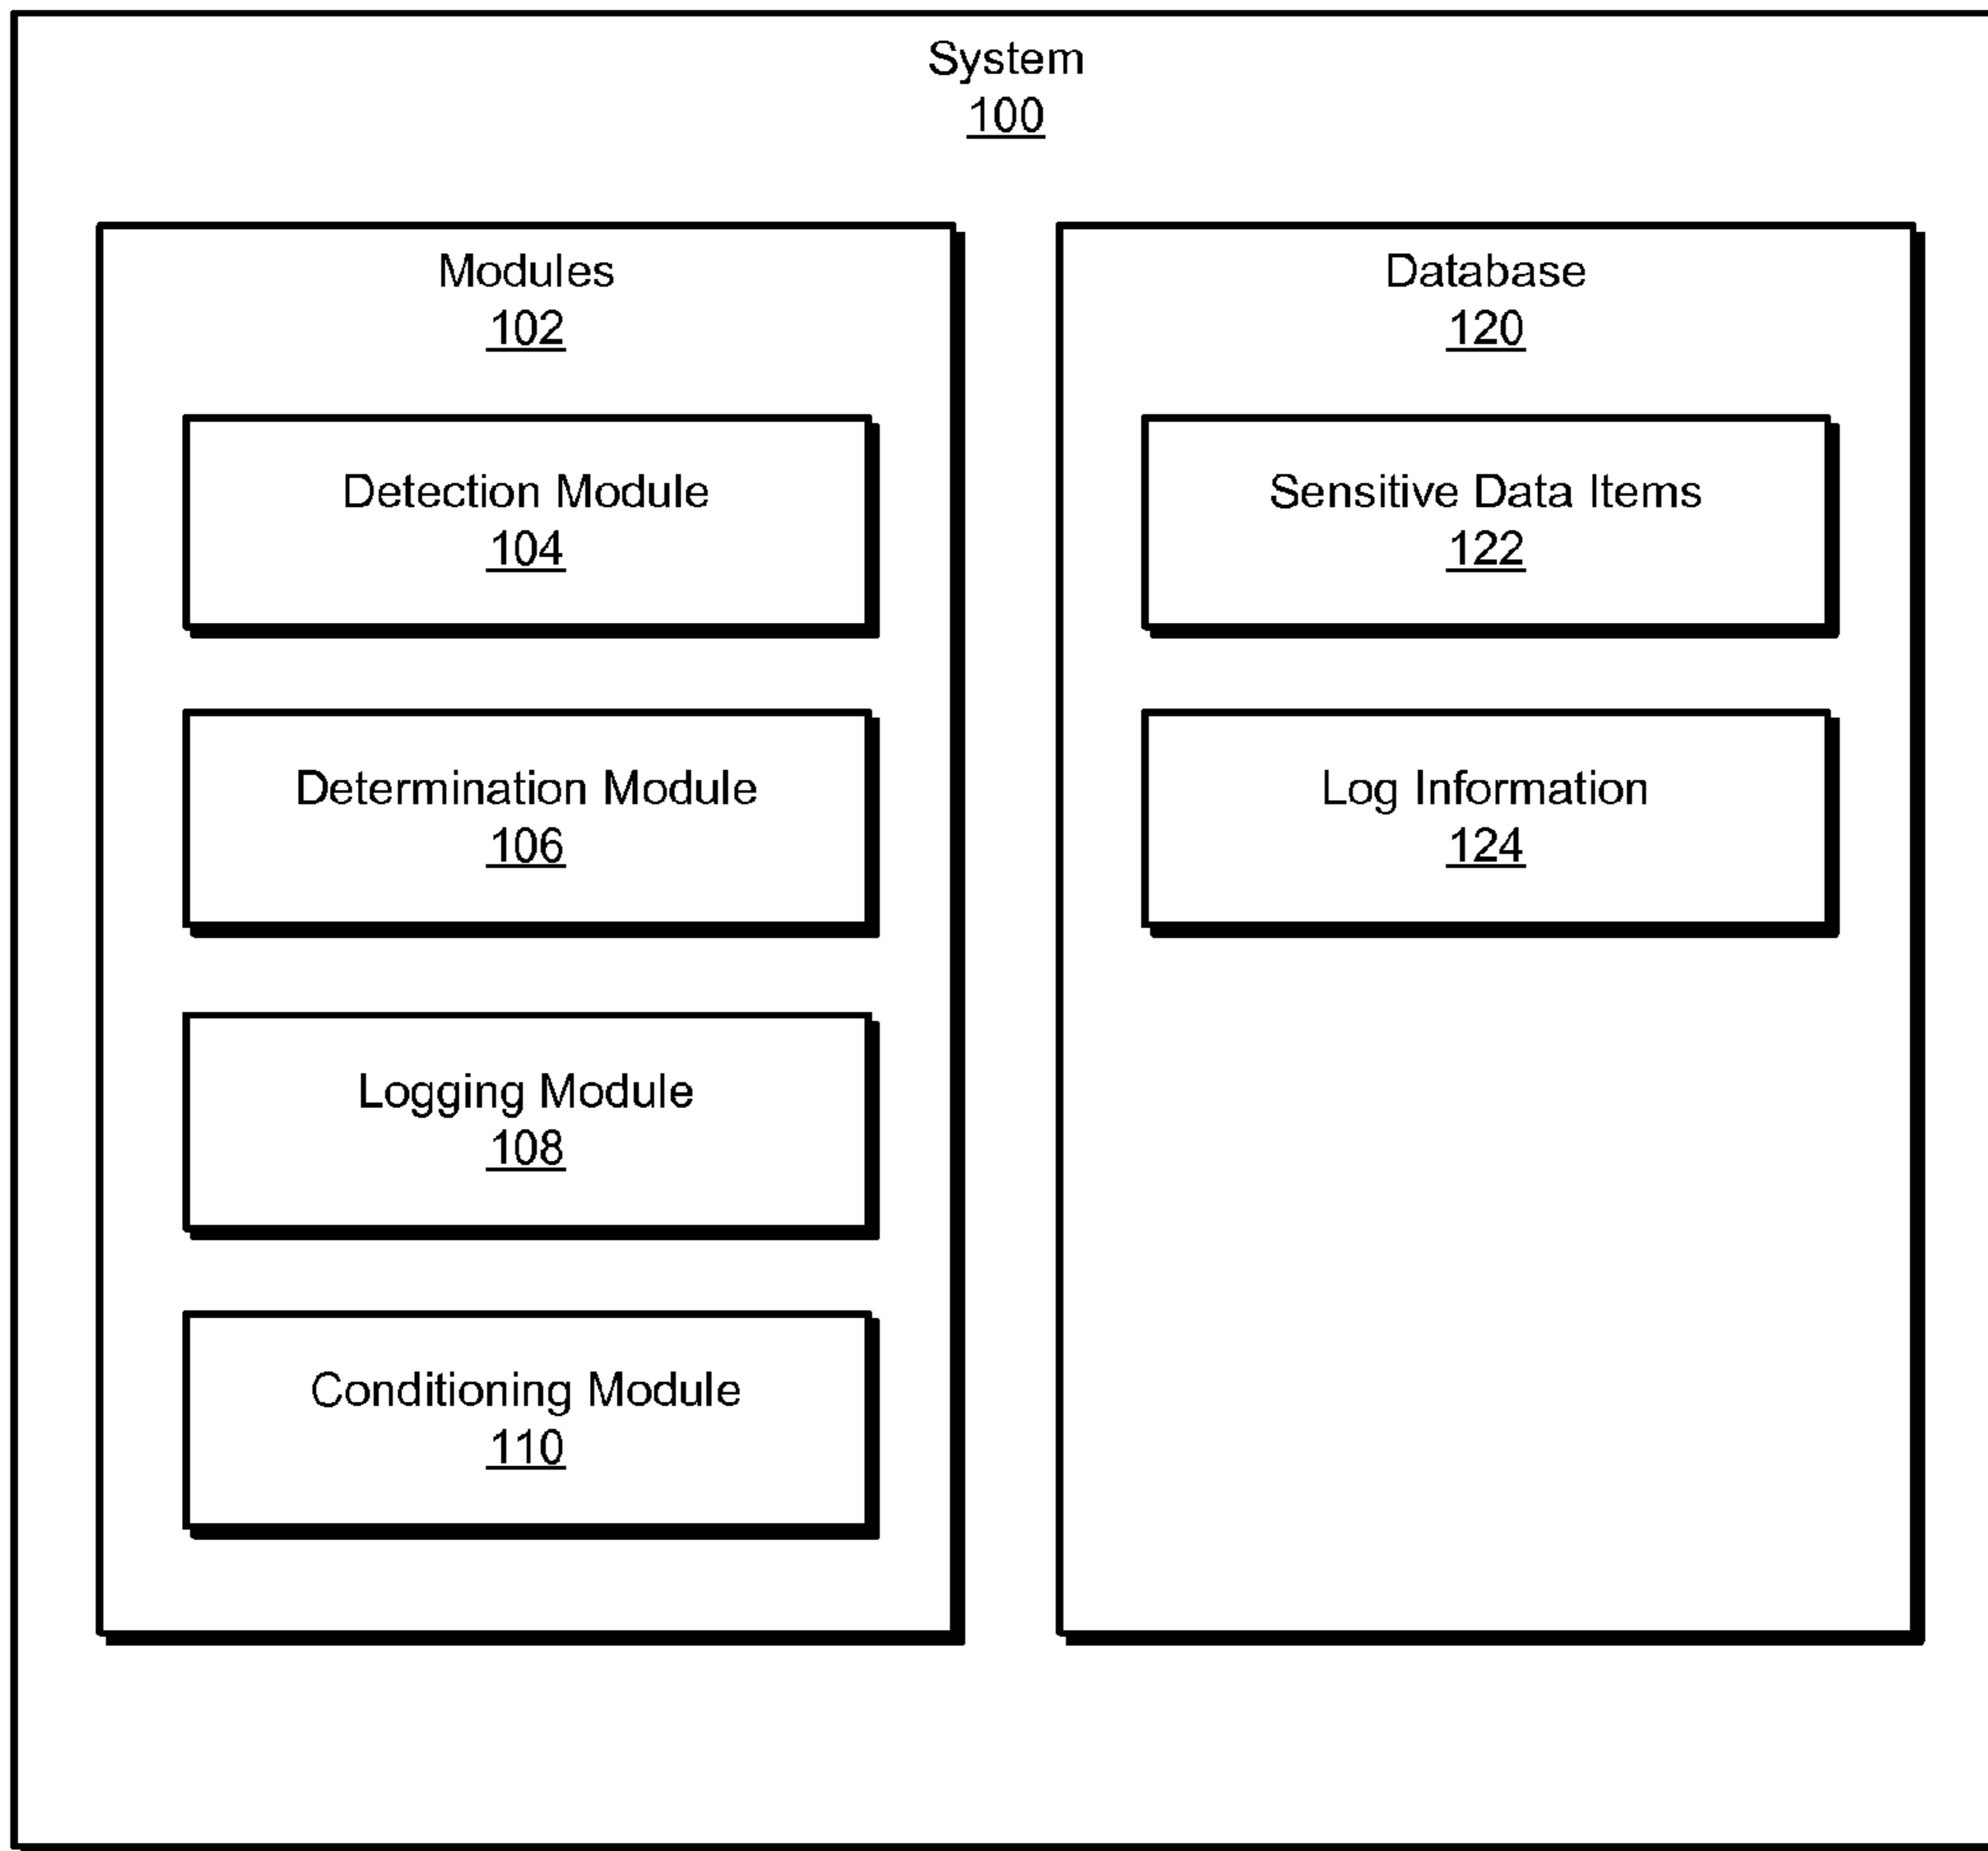 System
100
Modules
102
Detection Module
104
Determination Module
106
Logging Module
108
Conditioning Module
110
Database
120
Sensitive Data Items
122
Log Information
124